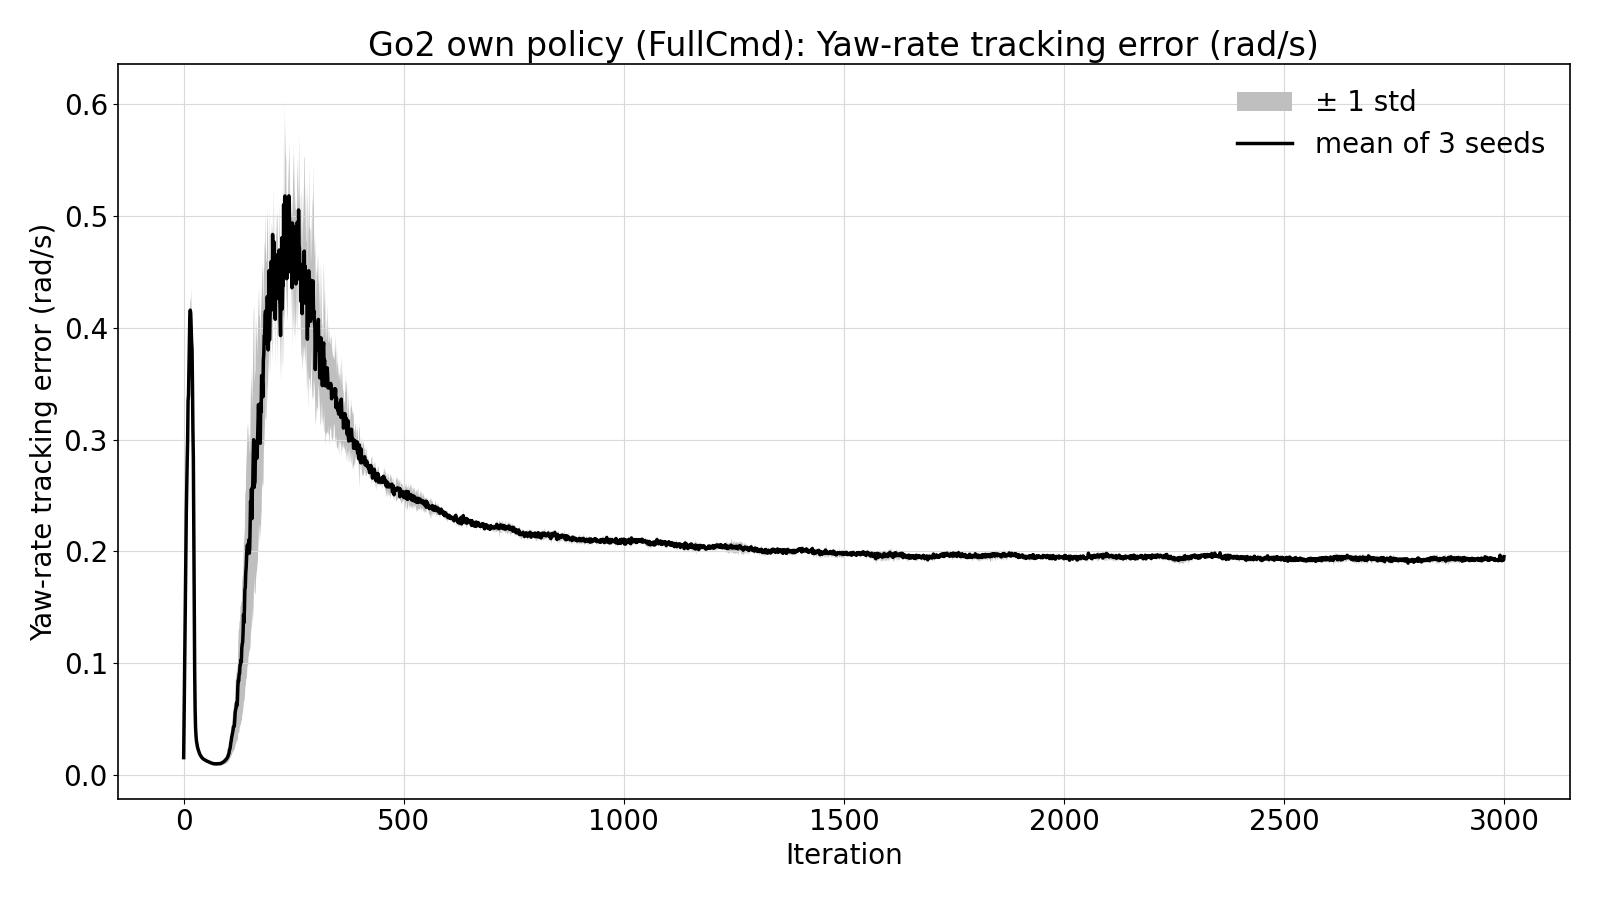 Go2 own policy (FullCmd): Yaw-rate tracking error (rad/s)
± 1 std
mean of 3 seeds
Yaw-rate tracking error (rad/s)
0.6
0.5
0.4
0.3
0.2
0.1
0.0
0 500 1000 1500 2000 2500 3000
Iteration